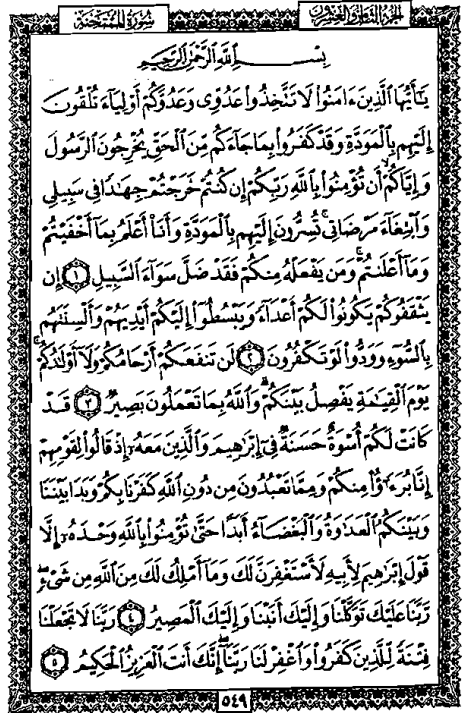 الجزء الثامن والعشرون
سورة الممتحنة
بِسْمِ اللَّهِ الرَّحْمَٰنِ الرَّحِيمِ
يَٰٓأَيُّهَا ٱلَّذِينَ ءَامَنُوا۟ لَا تَتَّخِذُوا۟ عَدُوِّى وَعَدُوَّكُمْ أَوْلِيَآءَ تُلْقُونَ
إِلَيْهِم بِٱلْمَوَدَّةِ وَقَدْ كَفَرُوا۟ بِمَا جَآءَكُم مِّنَ ٱلْحَقِّ يُخْرِجُونَ ٱلرَّسُولَ
وَإِيَّاكُمْ ۙ أَن تُؤْمِنُوا۟ بِٱللَّهِ رَبِّكُمْ إِن كُنتُمْ خَرَجْتُمْ جِهَٰدًا فِى سَبِيلِى
وَٱبْتِغَآءَ مَرْضَاتِى ۚ تُسِرُّونَ إِلَيْهِم بِٱلْمَوَدَّةِ وَأَنَا۠ أَعْلَمُ بِمَآ أَخْفَيْتُمْ
وَمَآ أَعْلَنتُمْ ۚ وَمَن يَفْعَلْهُ مِنكُمْ فَقَدْ ضَلَّ سَوَآءَ ٱلسَّبِيلِ ١ إِن
يَثْقَفُوكُمْ يَكُونُوا۟ لَكُمْ أَعْدَآءً وَيَبْسُطُوٓا۟ إِلَيْكُمْ أَيْدِيَهُمْ وَأَلْسِنَتَهُم
بِٱلسُّوٓءِ وَوَدُّوا۟ لَوْ تَكْفُرُونَ ٢ لَن تَنفَعَكُمْ أَرْحَامُكُمْ وَلَآ أَوْلَٰدُكُمْ ۚ
يَوْمَ ٱلْقِيَٰمَةِ يَفْصِلُ بَيْنَكُمْ ۚ وَٱللَّهُ بِمَا تَعْمَلُونَ بَصِيرٌ ٣ قَدْ
كَانَتْ لَكُمْ أُسْوَةٌ حَسَنَةٌ فِىٓ إِبْرَٰهِيمَ وَٱلَّذِينَ مَعَهُۥٓ إِذْ قَالُوا۟ لِقَوْمِهِمْ
إِنَّا بُرَءَٰٓؤُا۟ مِنكُمْ وَمِمَّا تَعْبُدُونَ مِن دُونِ ٱللَّهِ كَفَرْنَا بِكُمْ وَبَدَا بَيْنَنَا
وَبَيْنَكُمُ ٱلْعَدَٰوَةُ وَٱلْبَغْضَآءُ أَبَدًا حَتَّىٰ تُؤْمِنُوا۟ بِٱللَّهِ وَحْدَهُۥٓ إِلَّا
قَوْلَ إِبْرَٰهِيمَ لِأَبِيهِ لَأَسْتَغْفِرَنَّ لَكَ وَمَآ أَمْلِكُ لَكَ مِنَ ٱللَّهِ مِن شَىْءٍ ۖ
رَّبَّنَا عَلَيْكَ تَوَكَّلْنَا وَإِلَيْكَ أَنَبْنَا وَإِلَيْكَ ٱلْمَصِيرُ ٤ رَبَّنَا لَا تَجْعَلْنَا
فِتْنَةً لِّلَّذِينَ كَفَرُوا۟ وَٱغْفِرْ لَنَا رَبَّنَآ ۖ إِنَّكَ أَنتَ ٱلْعَزِيزُ ٱلْحَكِيمُ ٥
٥٤٩